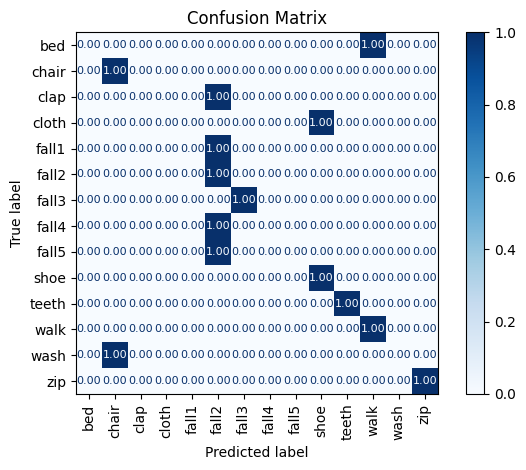 Confusion Matrix
bed 0.00 0.00 0.00 0.00 0.00 0.00 0.00 0.00 0.00 0.00 0.00 1.00 0.00 0.00
chair 0.00 1.00 0.00 0.00 0.00 0.00 0.00 0.00 0.00 0.00 0.00 0.00 0.00 0.00
clap 0.00 0.00 0.00 0.00 0.00 1.00 0.00 0.00 0.00 0.00 0.00 0.00 0.00 0.00
cloth 0.00 0.00 0.00 0.00 0.00 0.00 0.00 0.00 0.00 1.00 0.00 0.00 0.00 0.00
fall1 0.00 0.00 0.00 0.00 0.00 1.00 0.00 0.00 0.00 0.00 0.00 0.00 0.00 0.00
fall2 0.00 0.00 0.00 0.00 0.00 1.00 0.00 0.00 0.00 0.00 0.00 0.00 0.00 0.00
fall3 0.00 0.00 0.00 0.00 0.00 0.00 1.00 0.00 0.00 0.00 0.00 0.00 0.00 0.00
fall4 0.00 0.00 0.00 0.00 0.00 1.00 0.00 0.00 0.00 0.00 0.00 0.00 0.00 0.00
fall5 0.00 0.00 0.00 0.00 0.00 1.00 0.00 0.00 0.00 0.00 0.00 0.00 0.00 0.00
shoe 0.00 0.00 0.00 0.00 0.00 0.00 0.00 0.00 0.00 1.00 0.00 0.00 0.00 0.00
teeth 0.00 0.00 0.00 0.00 0.00 0.00 0.00 0.00 0.00 0.00 1.00 0.00 0.00 0.00
walk 0.00 0.00 0.00 0.00 0.00 0.00 0.00 0.00 0.00 0.00 0.00 1.00 0.00 0.00
wash 0.00 1.00 0.00 0.00 0.00 0.00 0.00 0.00 0.00 0.00 0.00 0.00 0.00 0.00
zip 0.00 0.00 0.00 0.00 0.00 0.00 0.00 0.00 0.00 0.00 0.00 0.00 0.00 1.00
True label
bed chair clap cloth fall1 fall2 fall3 fall4 fall5 shoe teeth walk wash zip
Predicted label
1.0
0.8
0.6
0.4
0.2
0.0